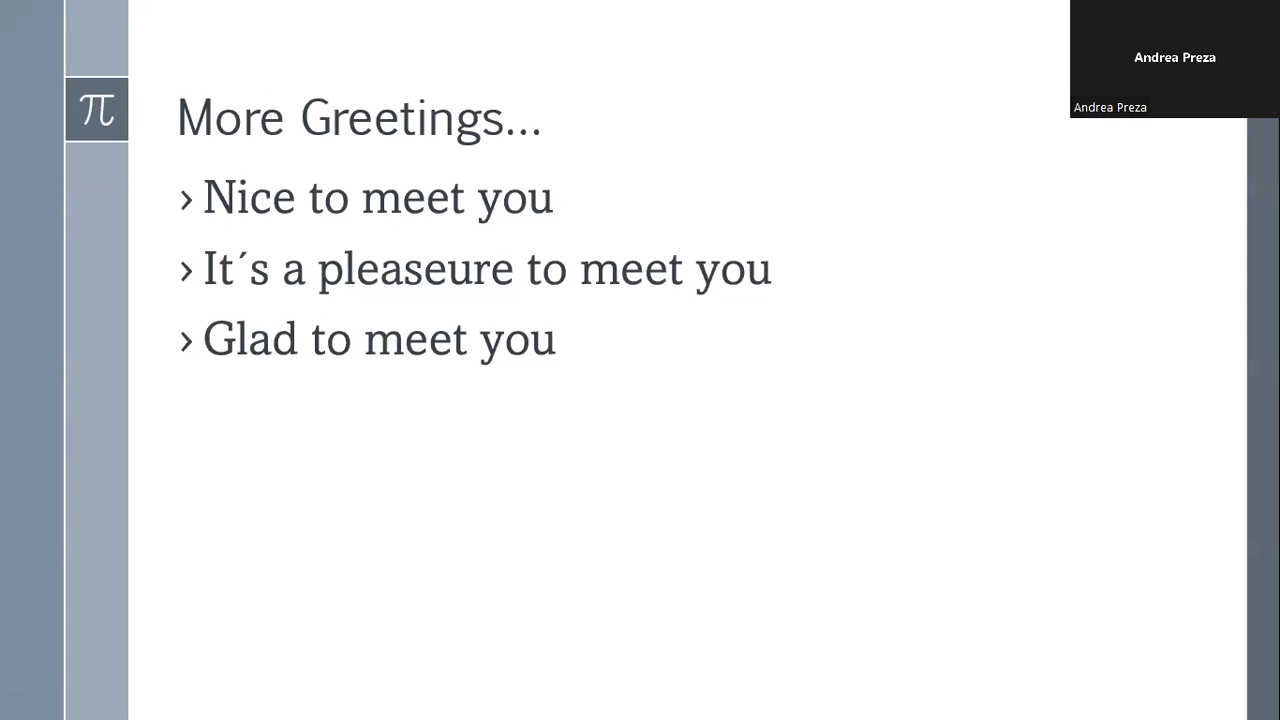 π
More Greetings...
› Nice to meet you
› It´s a pleaseure to meet you
› Glad to meet you
Andrea Preza
Andrea Preza